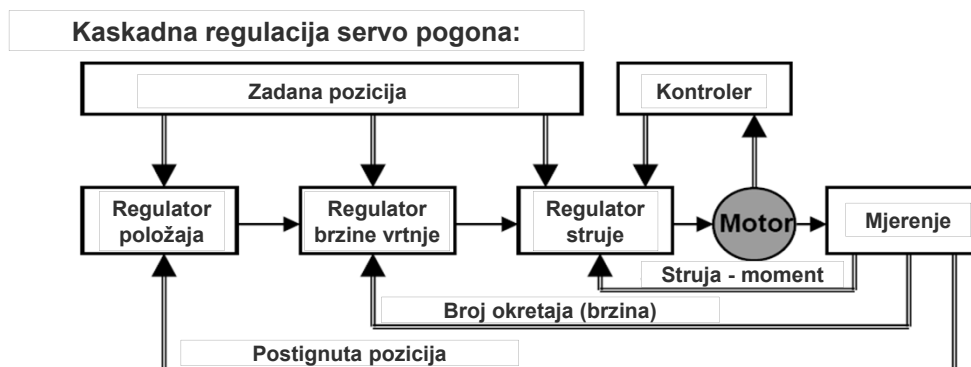 Kaskadna regulacija servo pogona:
Zadana pozicija
Kontroler
Regulator
položaja
Regulator
brzine vrtnje
Regulator
struje
Motor
Mjerenje
Struja - moment
Broj okretaja (brzina)
Postignuta pozicija